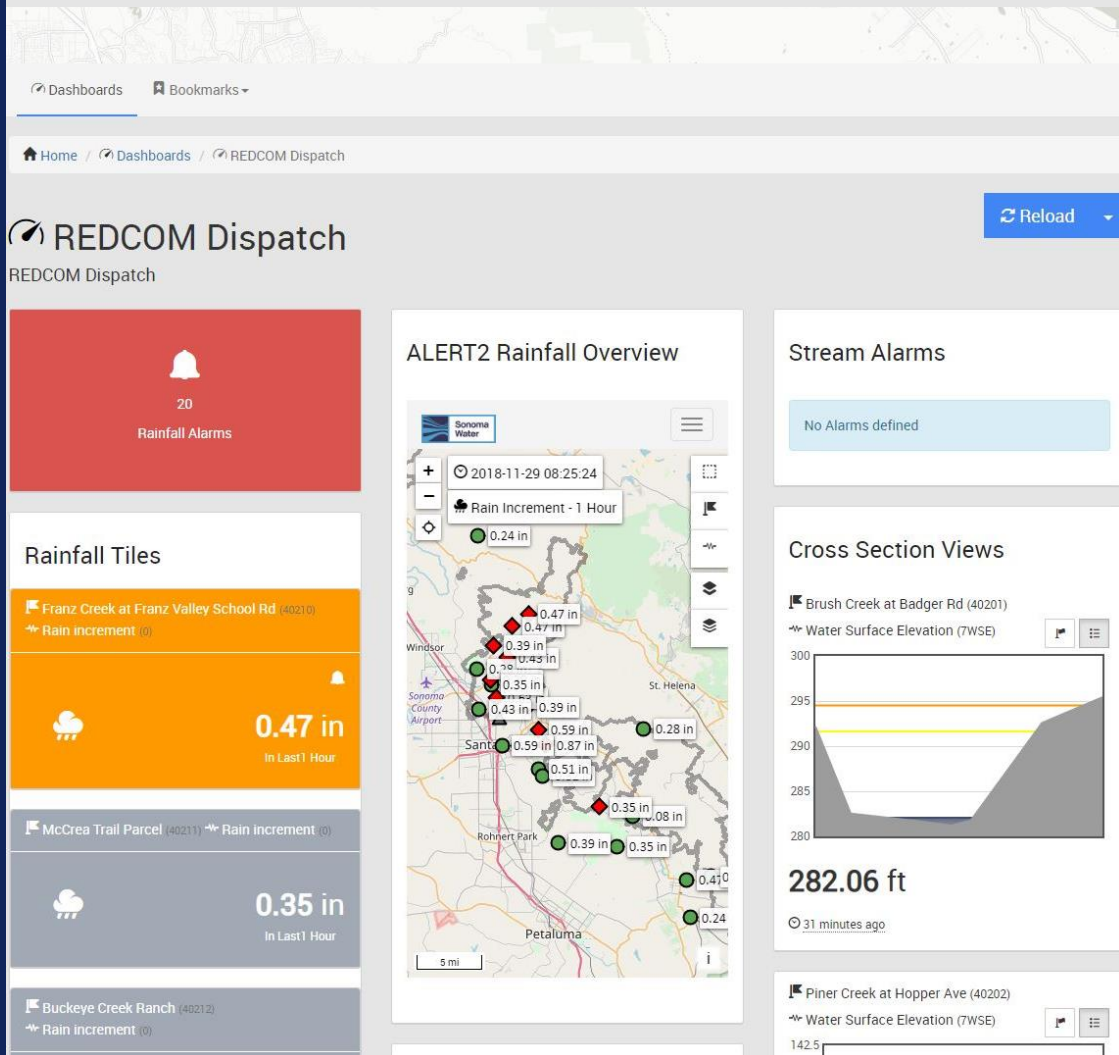 Dashboards
Bookmarks
Home / Dashboards / REDCOM Dispatch
REDCOM Dispatch
REDCOM Dispatch
Reload
20
Rainfall Alarms
Rainfall Tiles
Franz Creek at Franz Valley School Rd (40210)
Rain increment (0)
0.47 in
In Last1 Hour
McCrea Trail Parcel (40211) Rain increment (0)
0.35 in
In Last1 Hour
Buckeye Creek Ranch (40212)
Rain increment (0)
ALERT2 Rainfall Overview
Sonoma
Water
+
2018-11-29 08:25:24
−
Rain Increment - 1 Hour
0.24 in
0.47 in
0.47 in
Windsor
0.39 in
0.43 in
0.35 in
St. Helena
Sonoma
County
Airport
0.43 in
0.39 in
0.59 in
0.28 in
0.59 in
0.87 in
0.51 in
0.35 in
Rohnert Park
0.39 in
0.35 in
0.24
Petaluma
5 mi
i
Stream Alarms
No Alarms defined
Cross Section Views
Brush Creek at Badger Rd (40201)
Water Surface Elevation (7WSE)
300
295
290
285
280
282.06 ft
31 minutes ago
Piner Creek at Hopper Ave (40202)
Water Surface Elevation (7WSE)
142.5